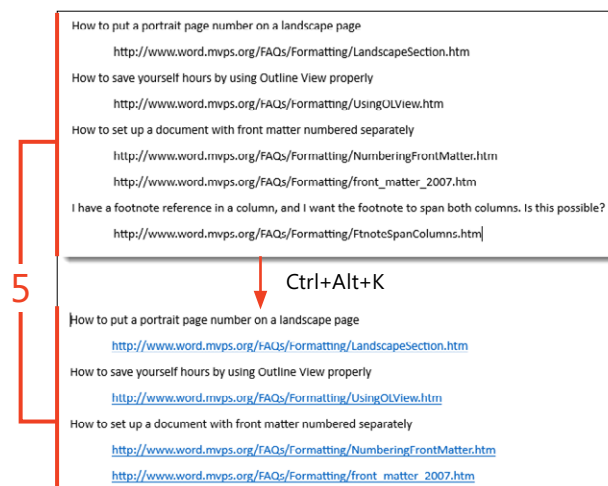 How to put a portrait page number on a landscape page
http://www.word.mvps.org/FAQs/Formatting/LandscapeSection.htm
How to save yourself hours by using Outline View properly
http://www.word.mvps.org/FAQs/Formatting/UsingOLView.htm
How to set up a document with front matter numbered separately
http://www.word.mvps.org/FAQs/Formatting/NumberingFrontMatter.htm
http://www.word.mvps.org/FAQs/Formatting/front_matter_2007.htm
I have a footnote reference in a column, and I want the footnote to span both columns. Is this possible?
http://www.word.mvps.org/FAQs/Formatting/FtnoteSpanColumns.htm
5
Ctrl+Alt+K
How to put a portrait page number on a landscape page
http://www.word.mvps.org/FAQs/Formatting/LandscapeSection.htm
How to save yourself hours by using Outline View properly
http://www.word.mvps.org/FAQs/Formatting/UsingOLView.htm
How to set up a document with front matter numbered separately
http://www.word.mvps.org/FAQs/Formatting/NumberingFrontMatter.htm
http://www.word.mvps.org/FAQs/Formatting/front_matter_2007.htm